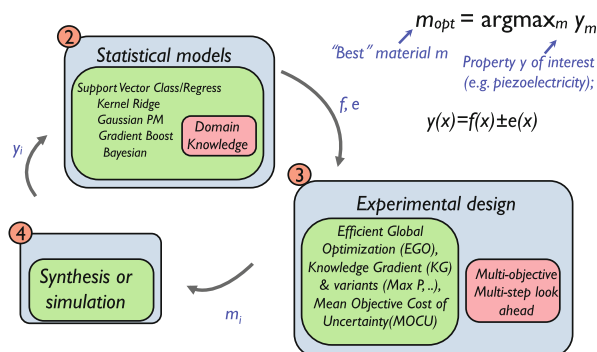 m_opt = argmax_m y_m
"Best" material m
Property y of interest
(e.g. piezoelectricity);
y(x)=f(x)±e(x)
2
Statistical models
Support Vector Class/Regress
Kernel Ridge
Gaussian PM
Gradient Boost
Bayesian
Domain
Knowledge
f, e
y_i
3
Experimental design
Efficient Global
Optimization (EGO),
Knowledge Gradient (KG)
& variants (Max P, ..),
Mean Objective Cost of
Uncertainty(MOCU)
Multi-objective
Multi-step look
ahead
4
Synthesis or
simulation
m_i